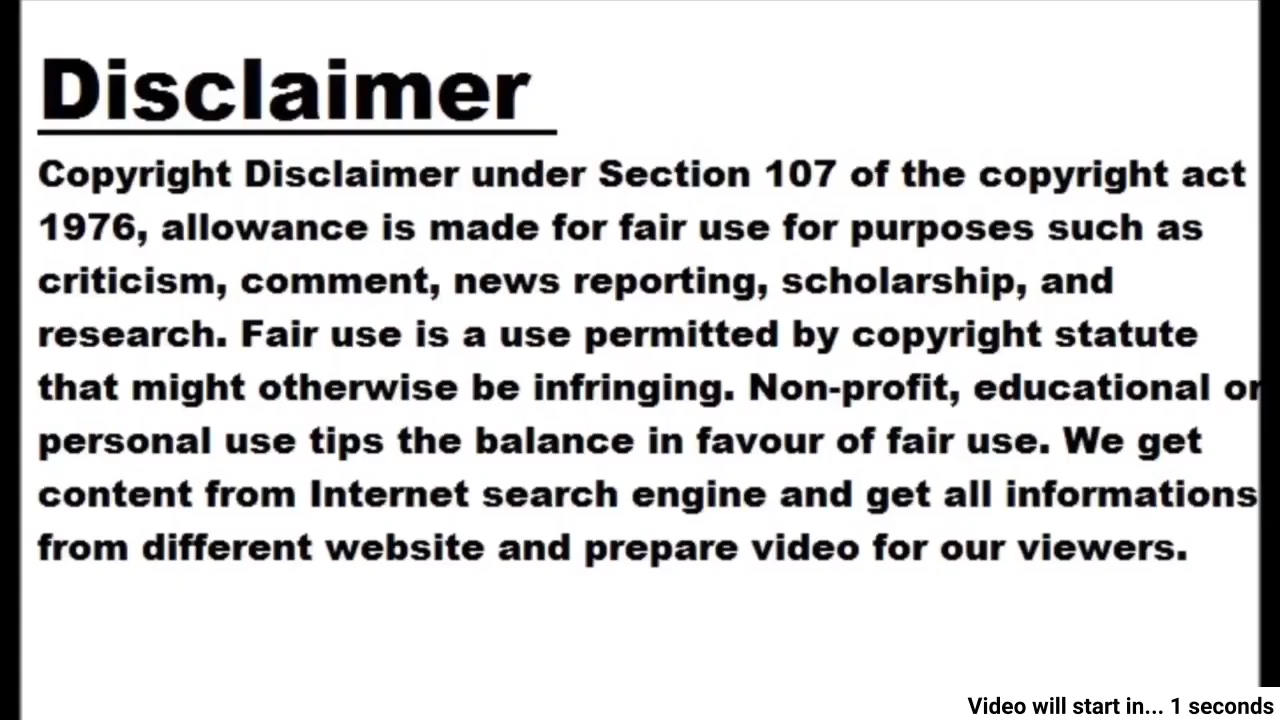 Disclaimer
Copyright Disclaimer under Section 107 of the copyright act
1976, allowance is made for fair use for purposes such as
criticism, comment, news reporting, scholarship, and
research. Fair use is a use permitted by copyright statute
that might otherwise be infringing. Non-profit, educational or
personal use tips the balance in favour of fair use. We get
content from Internet search engine and get all informations
from different website and prepare video for our viewers.
Video will start in... 1 seconds